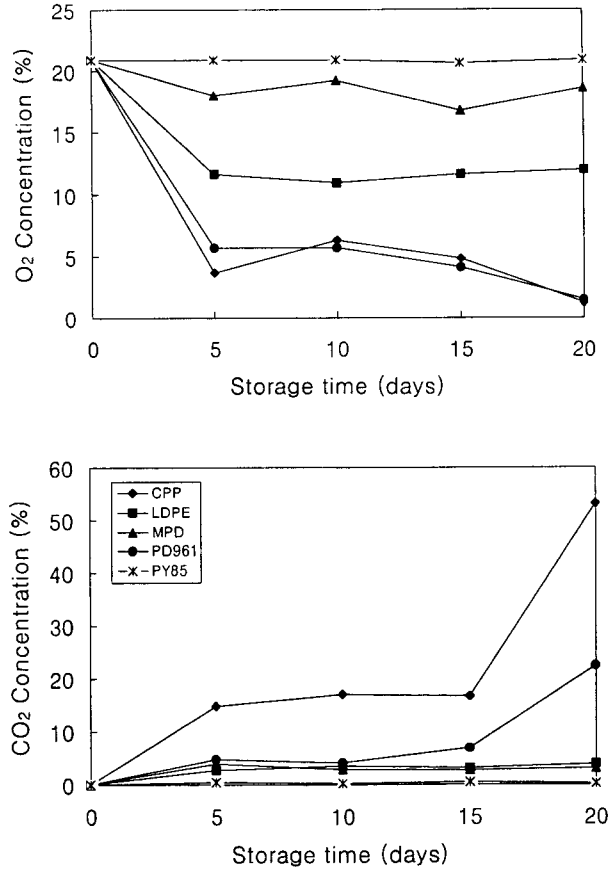 25
20
15
10
5
0
O2 Concentration (%)
0 5 10 15 20
Storage time (days)
60
50
40
30
20
10
0
CO2 Concentration (%)
CPP
LDPE
MPD
PD961
PY85
0 5 10 15 20
Storage time (days)